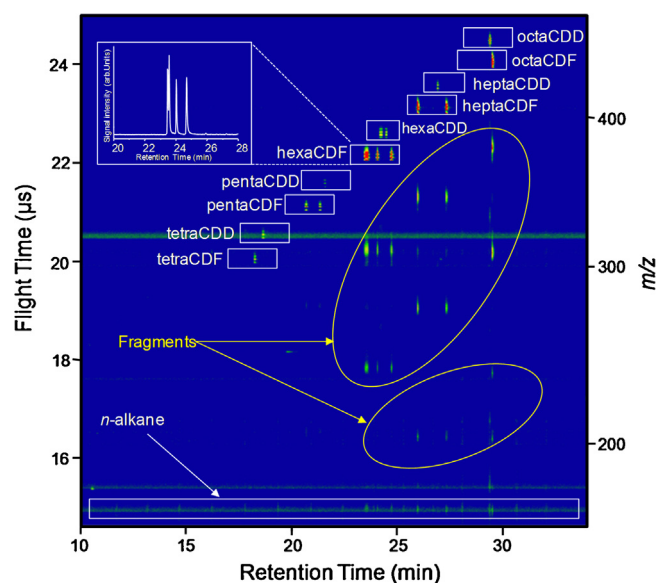 octaCDD
octaCDF
heptaCDD
heptaCDF
hexaCDD
hexaCDF
pentaCDD
pentaCDF
tetraCDD
tetraCDF
Signal intensity (arb.Units)
20 22 24 26 28
Retention Time (min)
Fragments
n-alkane
Flight Time (μs)
24
22
20
18
16
400
300
200
m/z
10 15 20 25 30
Retention Time (min)